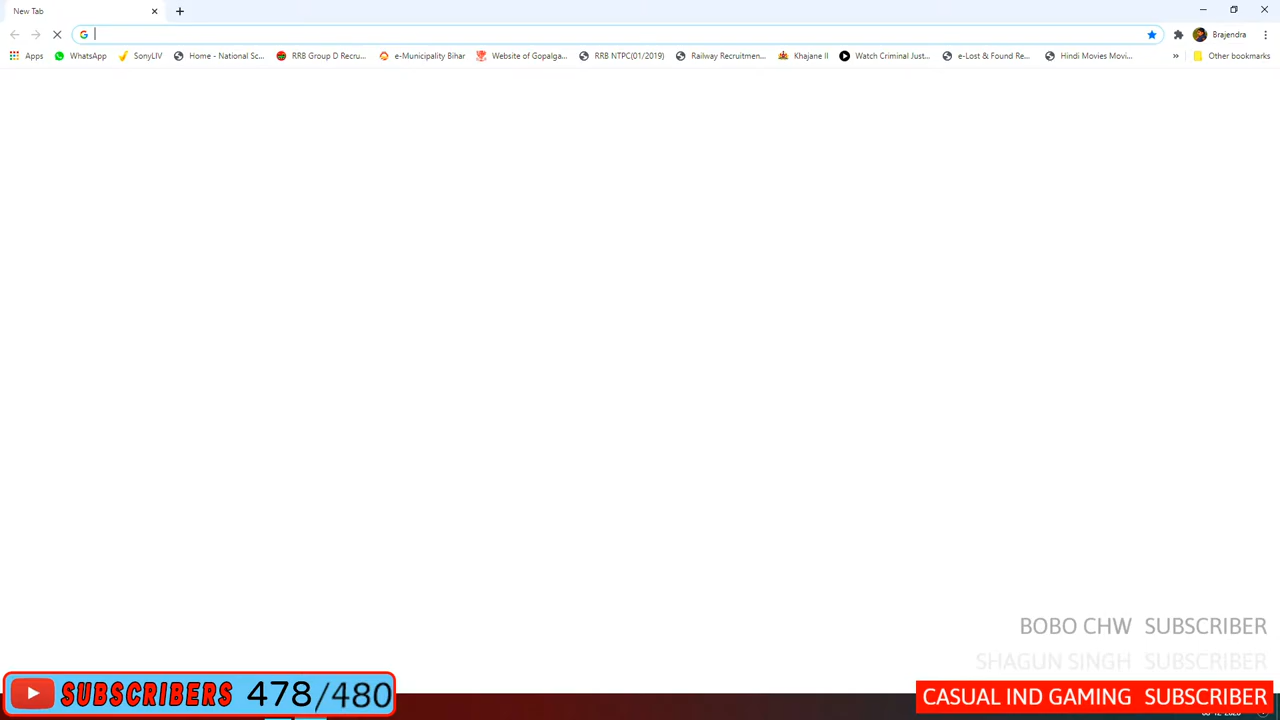 New Tab
Brajendra
Apps WhatsApp SonyLIV Home - National Sc... RRB Group D Recru... e-Municipality Bihar Website of Gopalga... RRB NTPC(01/2019) Railway Recruitmen... Khajane II Watch Criminal Just... e-Lost & Found Re... Hindi Movies Movi... » Other bookmarks
BOBO CHW SUBSCRIBER
SHAGUN SINGH SUBSCRIBER
SUBSCRIBERS 478/480
CASUAL IND GAMING SUBSCRIBER